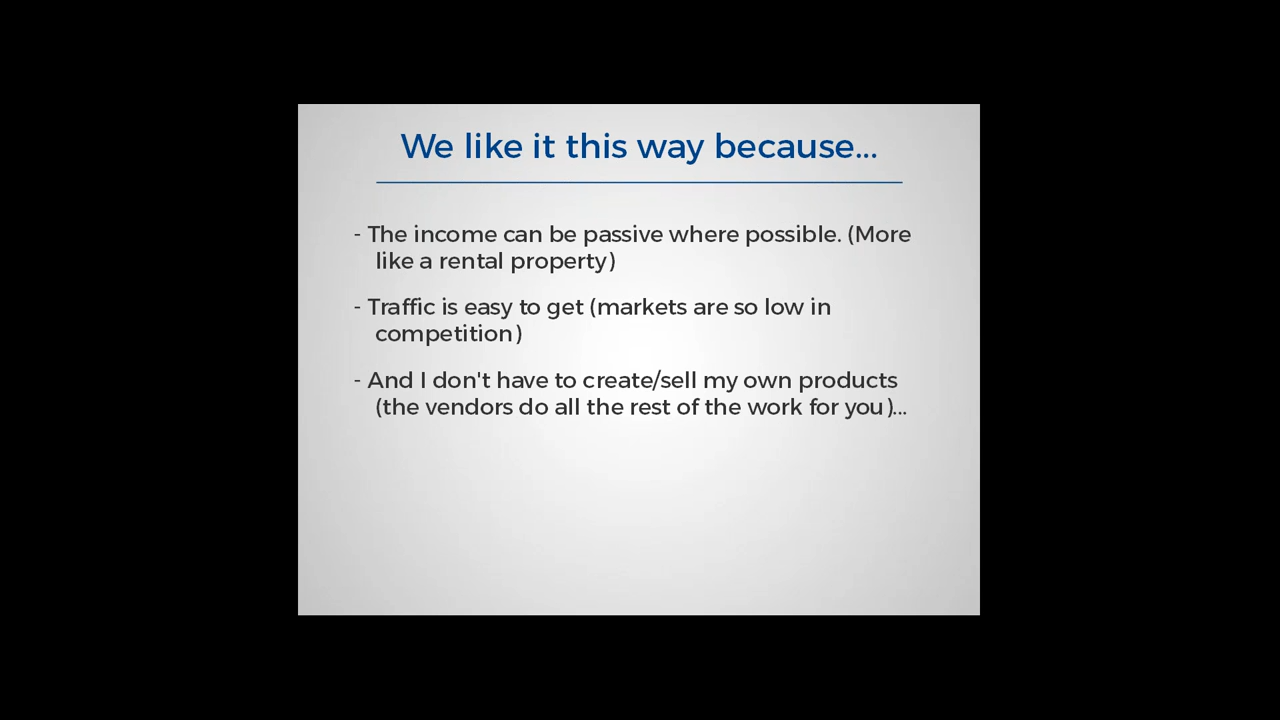 We like it this way because...
- The income can be passive where possible. (More
like a rental property)
- Traffic is easy to get (markets are so low in
competition)
- And I don't have to create/sell my own products
(the vendors do all the rest of the work for you)...